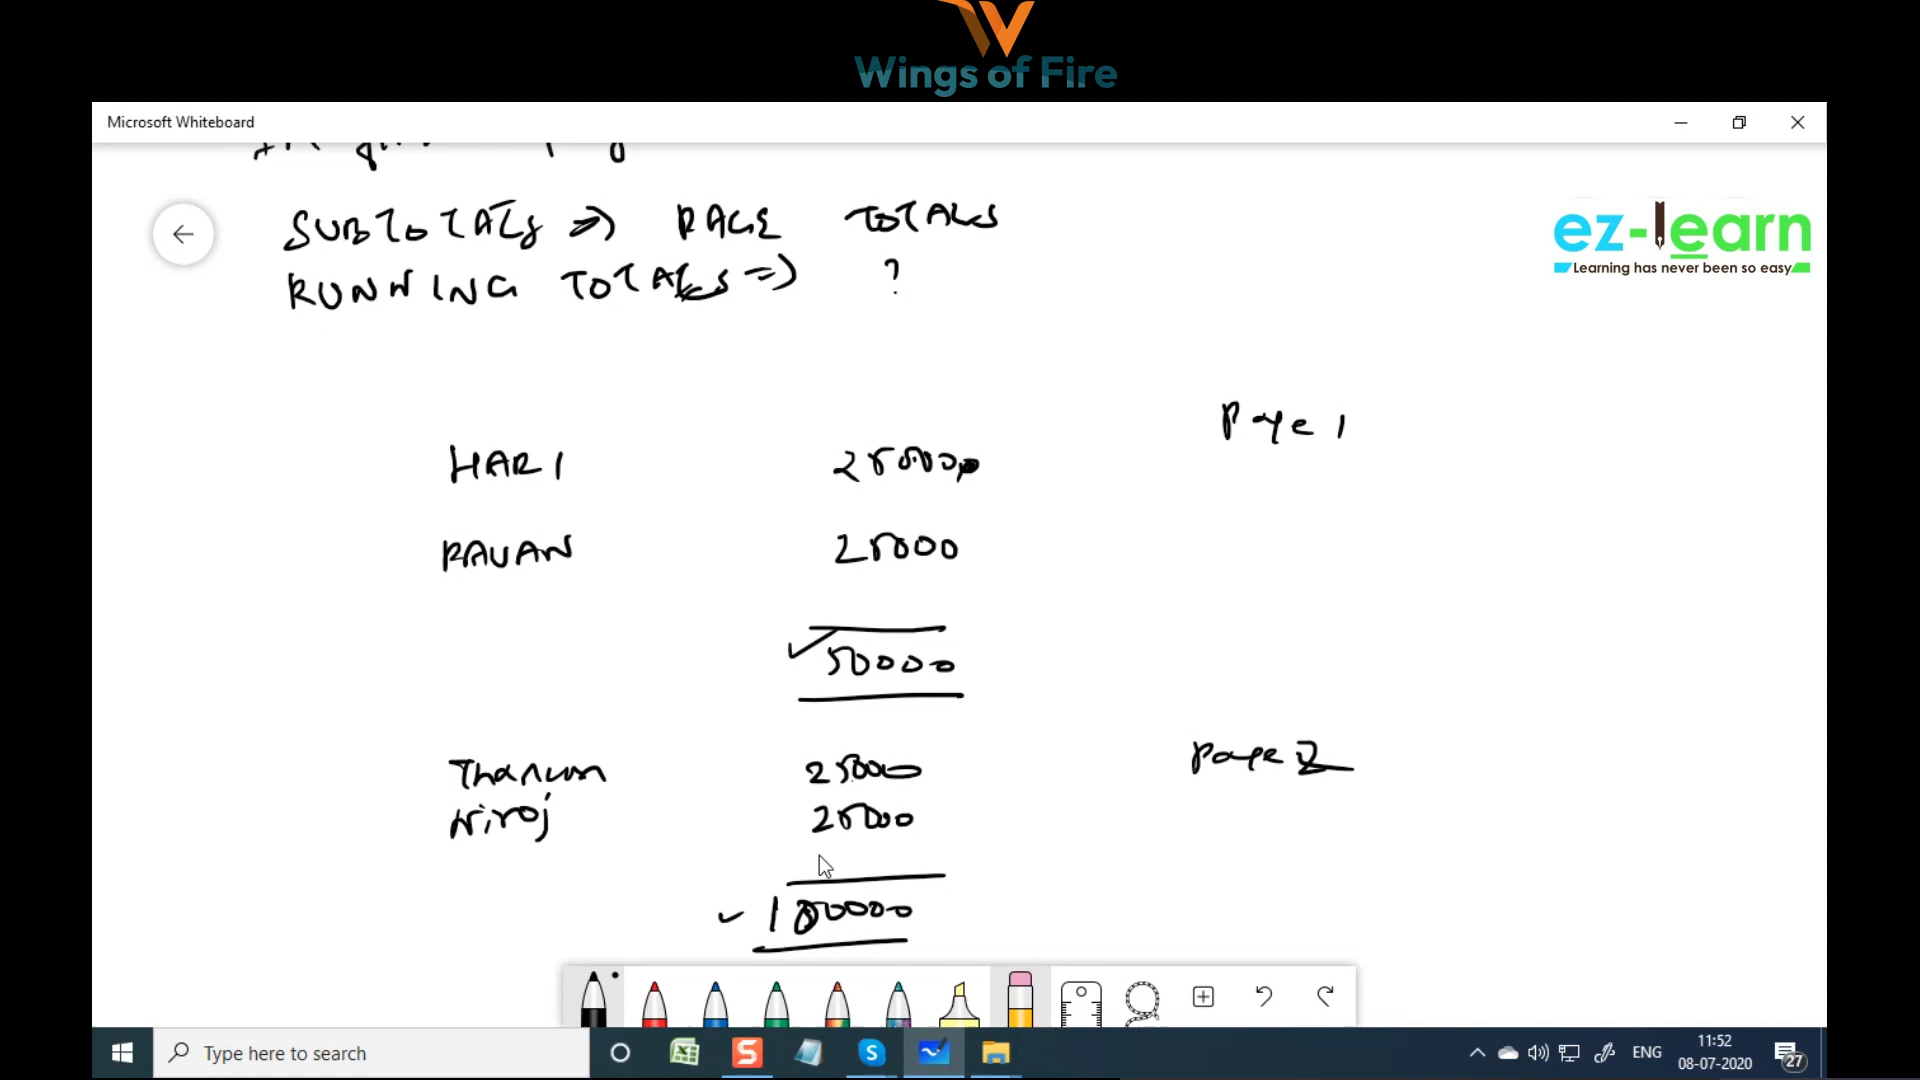 Wings of Fire
Microsoft Whiteboard
SUBTOTALS => PAGE TOTALS
RUNNING TOTALS => ?
ez-learn
Learning has never been so easy
Page 1
HARI 25000
PAVAN 25000
50000
Page 2
Thanum 25000
Niroj 25000
100000
Type here to search
ENG
11:52
08-07-2020
27